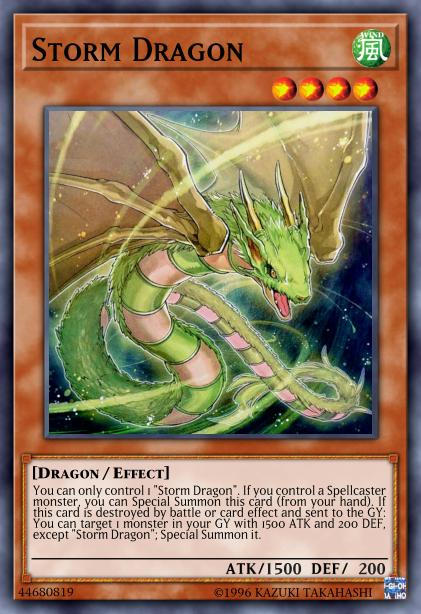 STORM DRAGON
WIND
風
[DRAGON / EFFECT]
You can only control 1 "Storm Dragon". If you control a Spellcaster
monster, you can Special Summon this card (from your hand). If
this card is destroyed by battle or card effect and sent to the GY:
You can target 1 monster in your GY with 1500 ATK and 200 DEF,
except "Storm Dragon"; Special Summon it.
ATK/1500 DEF/ 200
44680819
©1996 KAZUKI TAKAHASHI